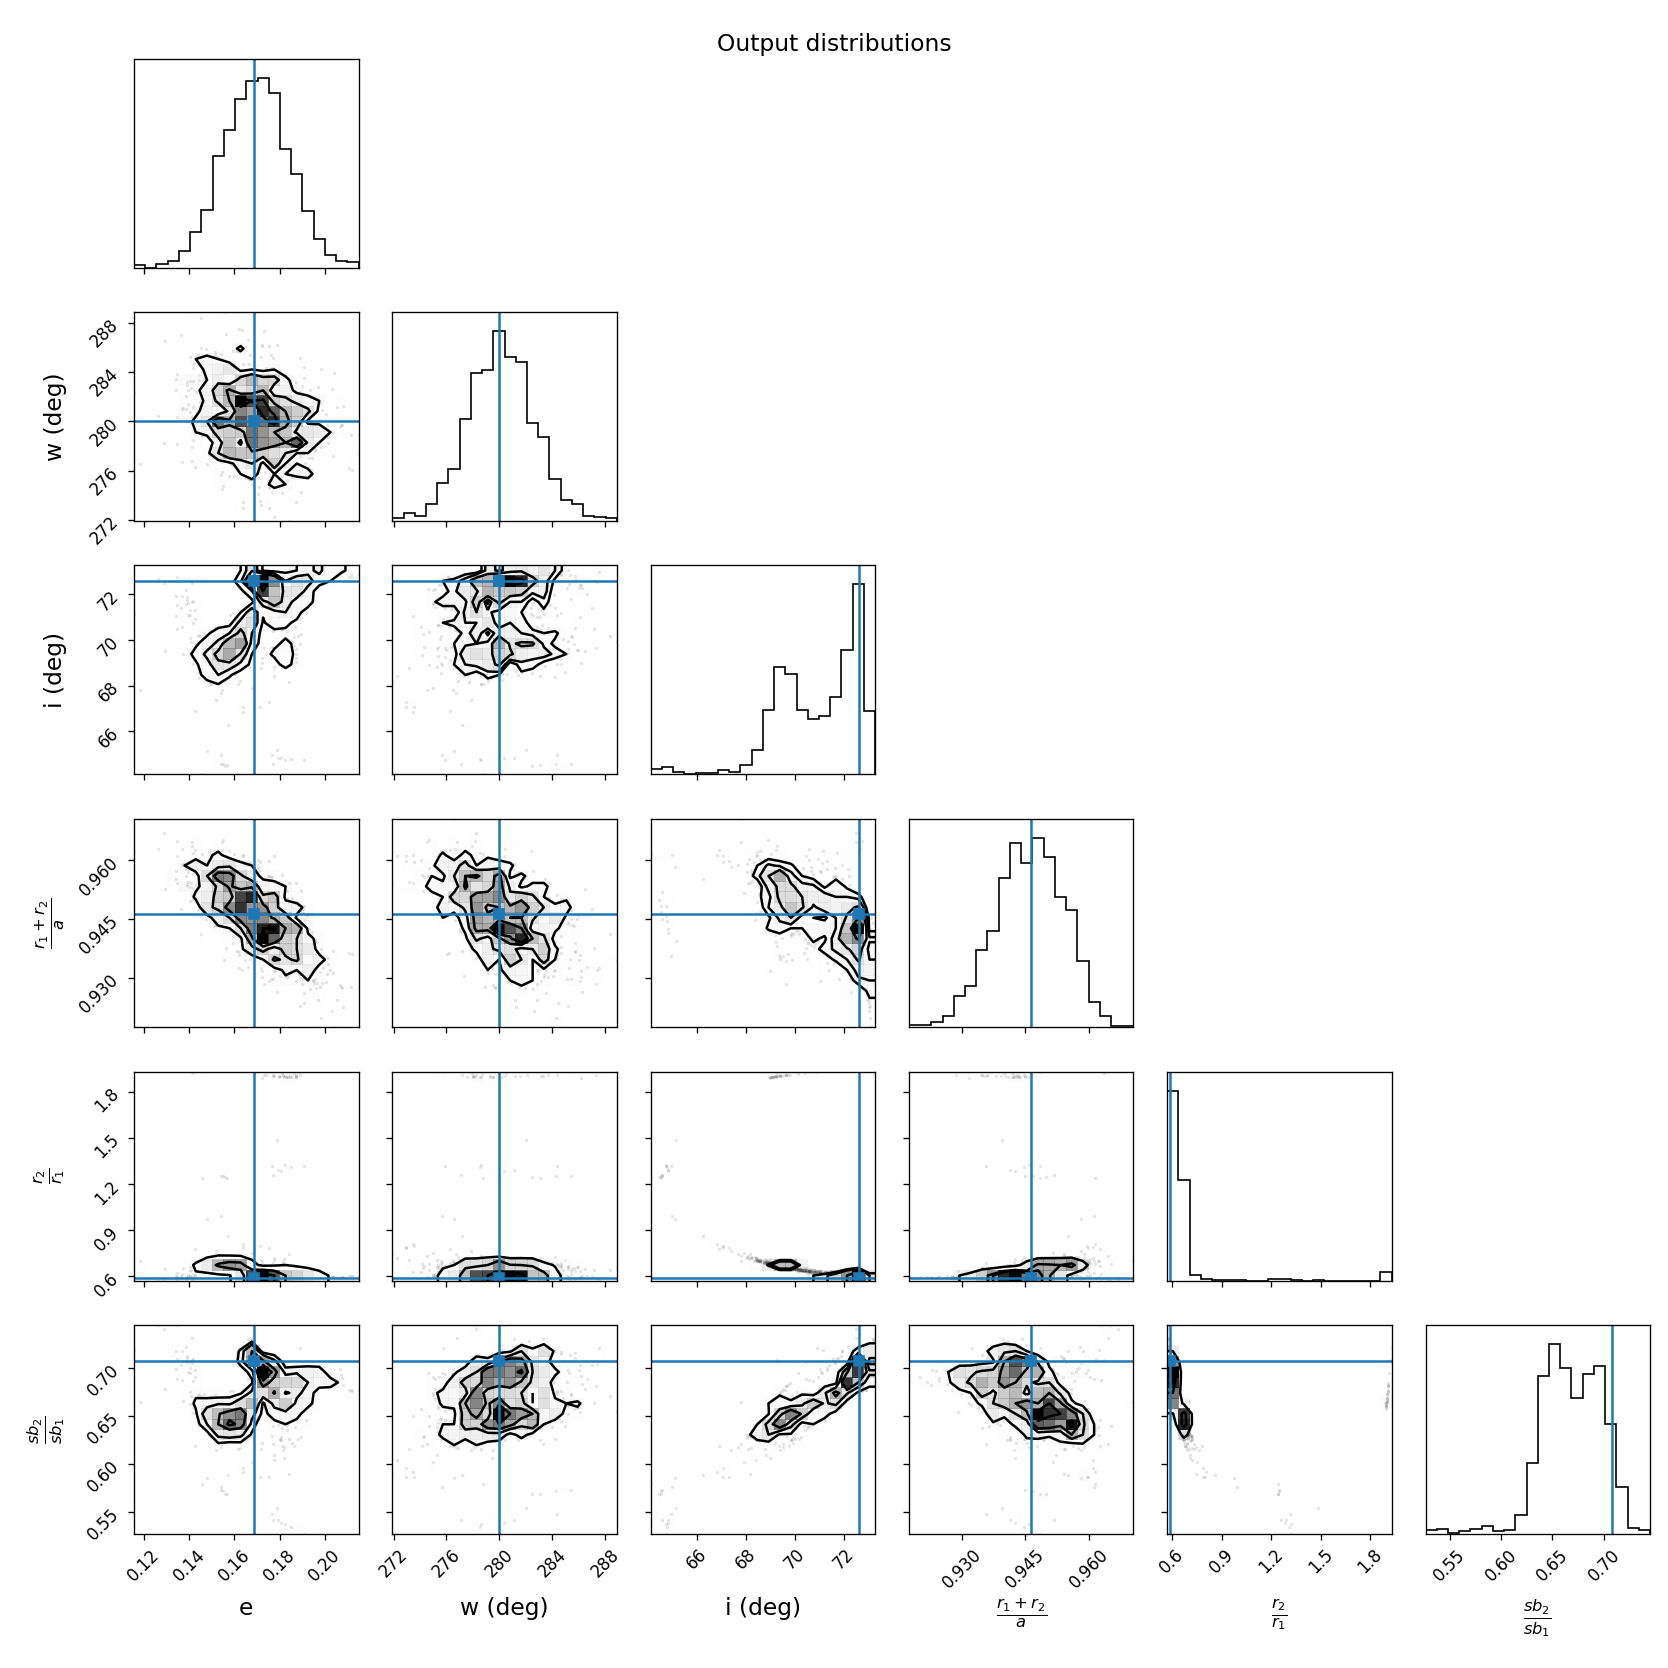 Output distributions
w (deg)
288
284
280
276
272
i (deg)
72
70
68
66
r₁ + r₂
a
0.960
0.945
0.930
r₂
r₁
1.8
1.5
1.2
0.9
0.6
sb₂
sb₁
0.70
0.65
0.60
0.55
0.12 0.14 0.16 0.18 0.20 272 276 280 284 288 66 68 70 72 0.930 0.945 0.960 0.6 0.9 1.2 1.5 1.8 0.55 0.60 0.65 0.70
e w (deg) i (deg) r₁ + r₂ r₂ sb₂
a r₁ sb₁